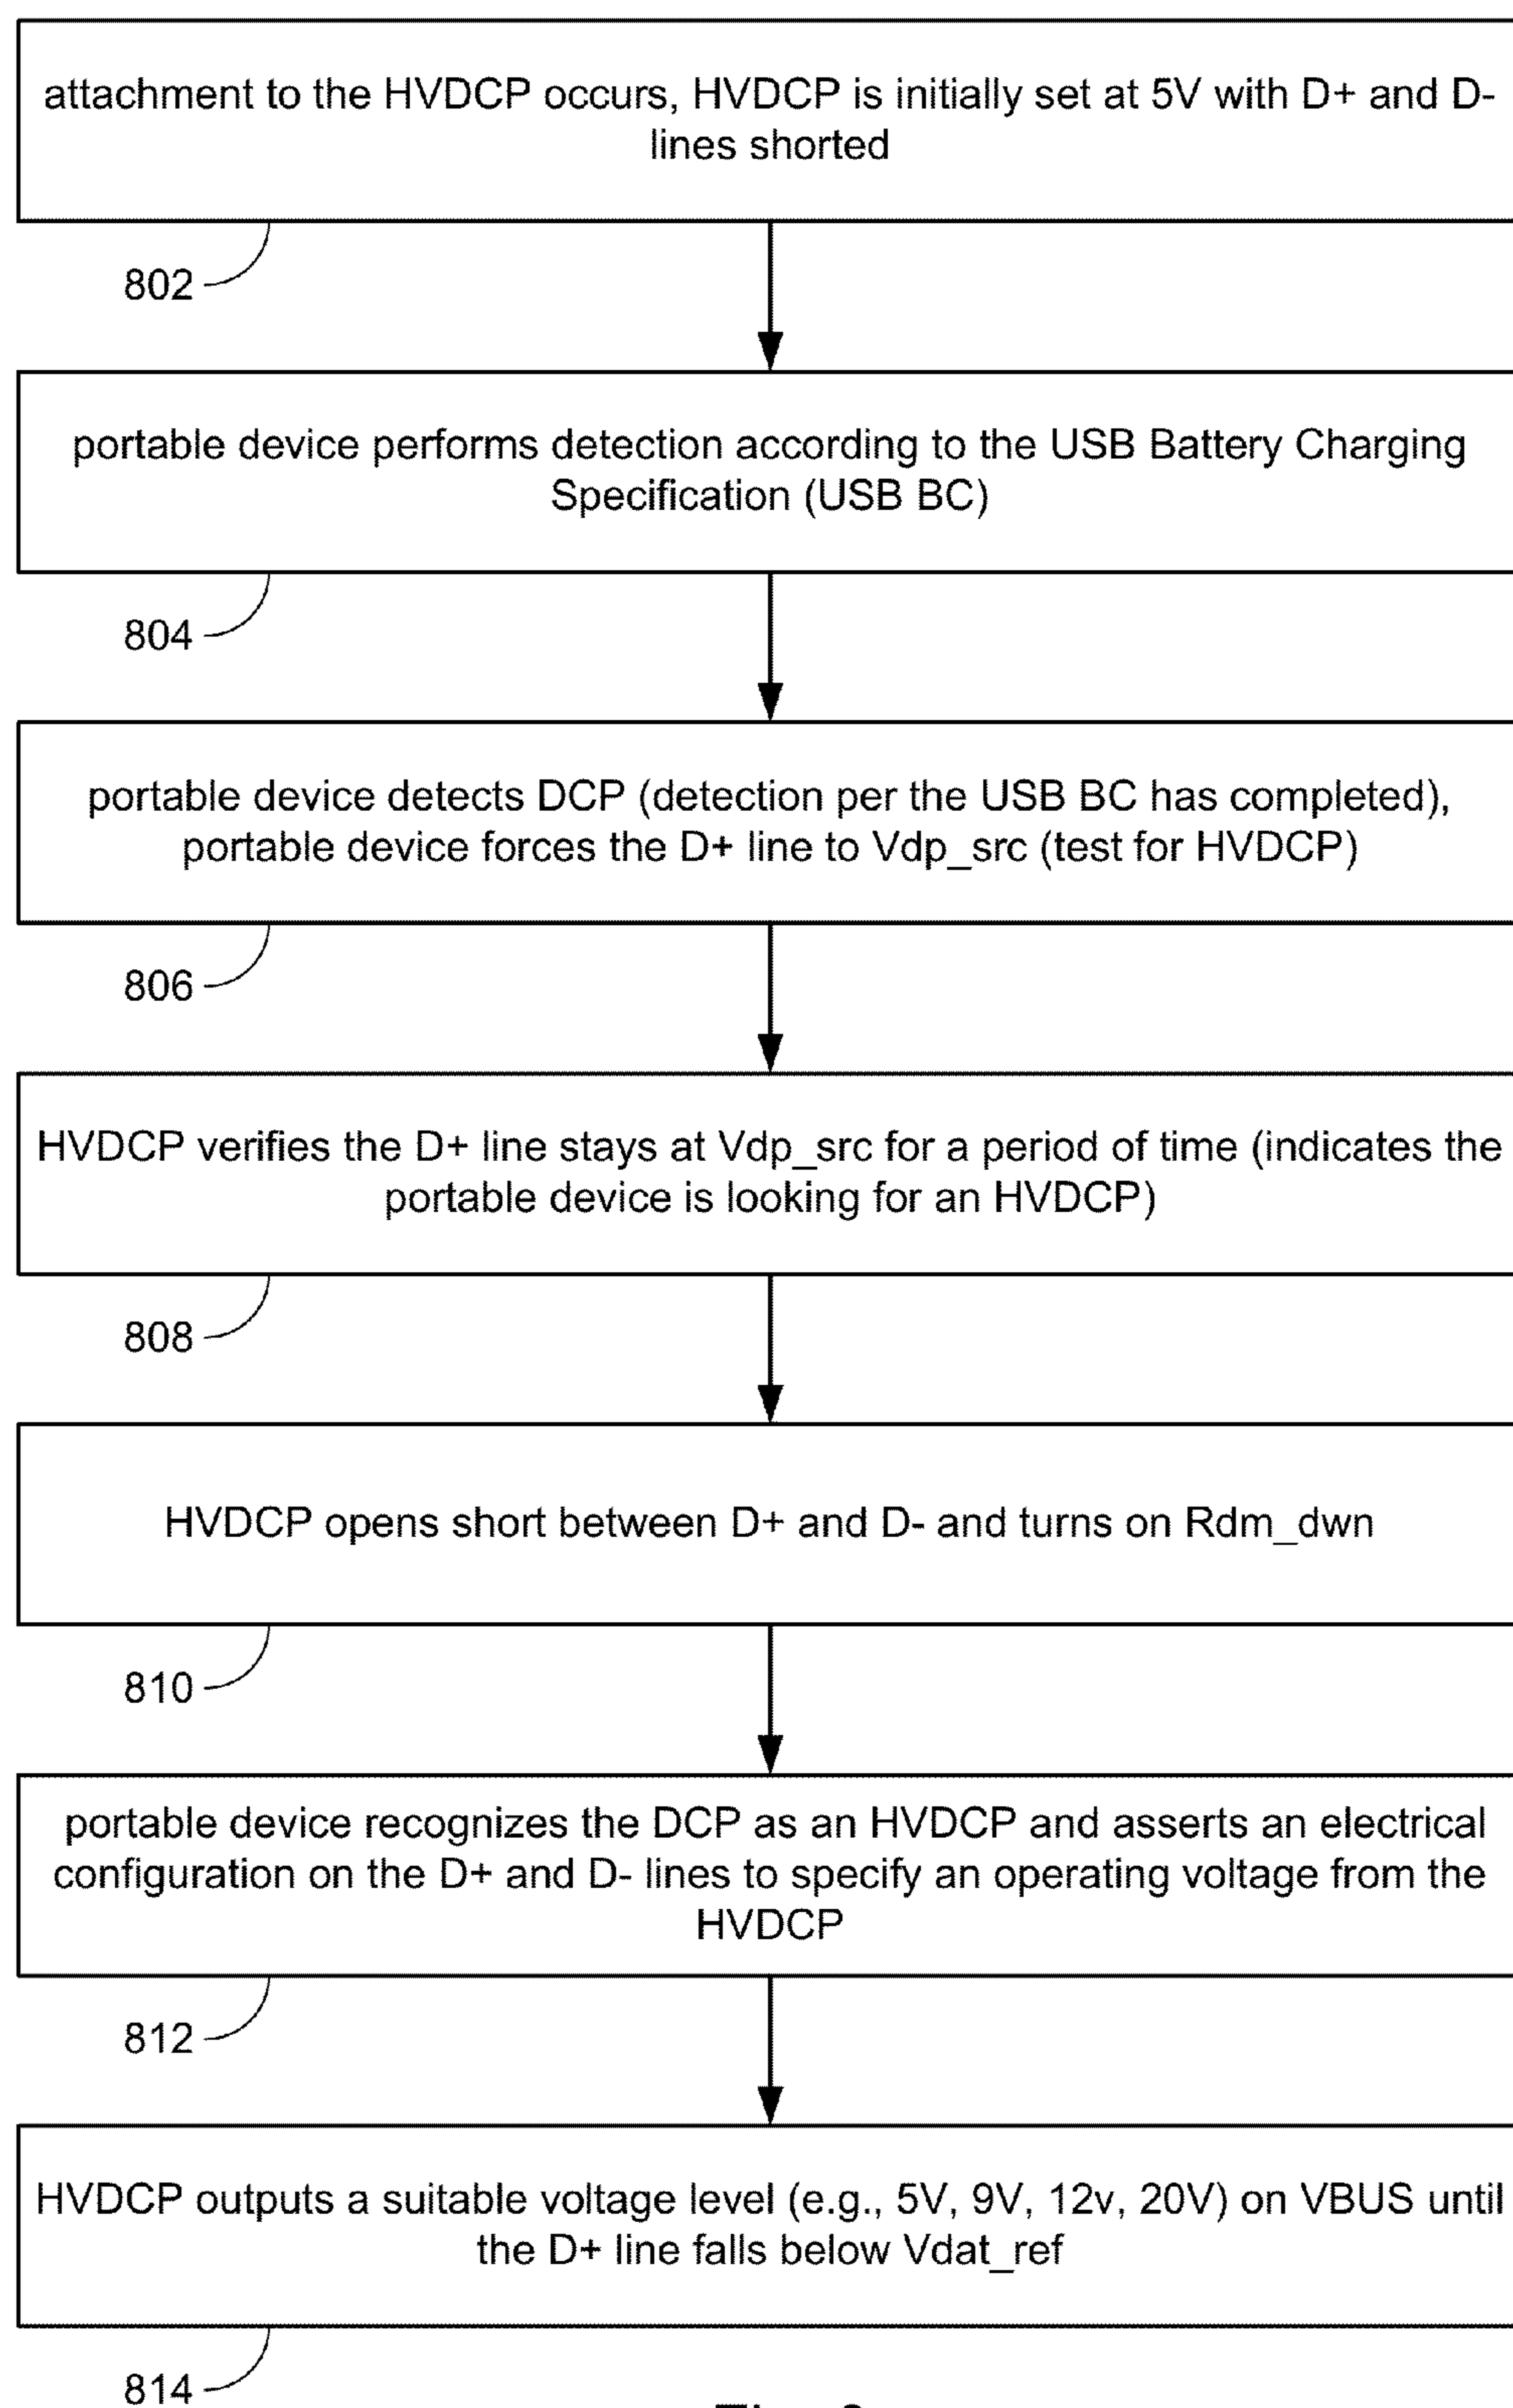 attachment to the HVDCP occurs, HVDCP is initially set at 5V with D+ and D-
lines shorted
802
portable device performs detection according to the USB Battery Charging
Specification (USB BC)
804
portable device detects DCP (detection per the USB BC has completed),
portable device forces the D+ line to Vdp_src (test for HVDCP)
806
HVDCP verifies the D+ line stays at Vdp_src for a period of time (indicates the
portable device is looking for an HVDCP)
808
HVDCP opens short between D+ and D- and turns on Rdm_dwn
810
portable device recognizes the DCP as an HVDCP and asserts an electrical
configuration on the D+ and D- lines to specify an operating voltage from the
HVDCP
812
HVDCP outputs a suitable voltage level (e.g., 5V, 9V, 12v, 20V) on VBUS until
the D+ line falls below Vdat_ref
814